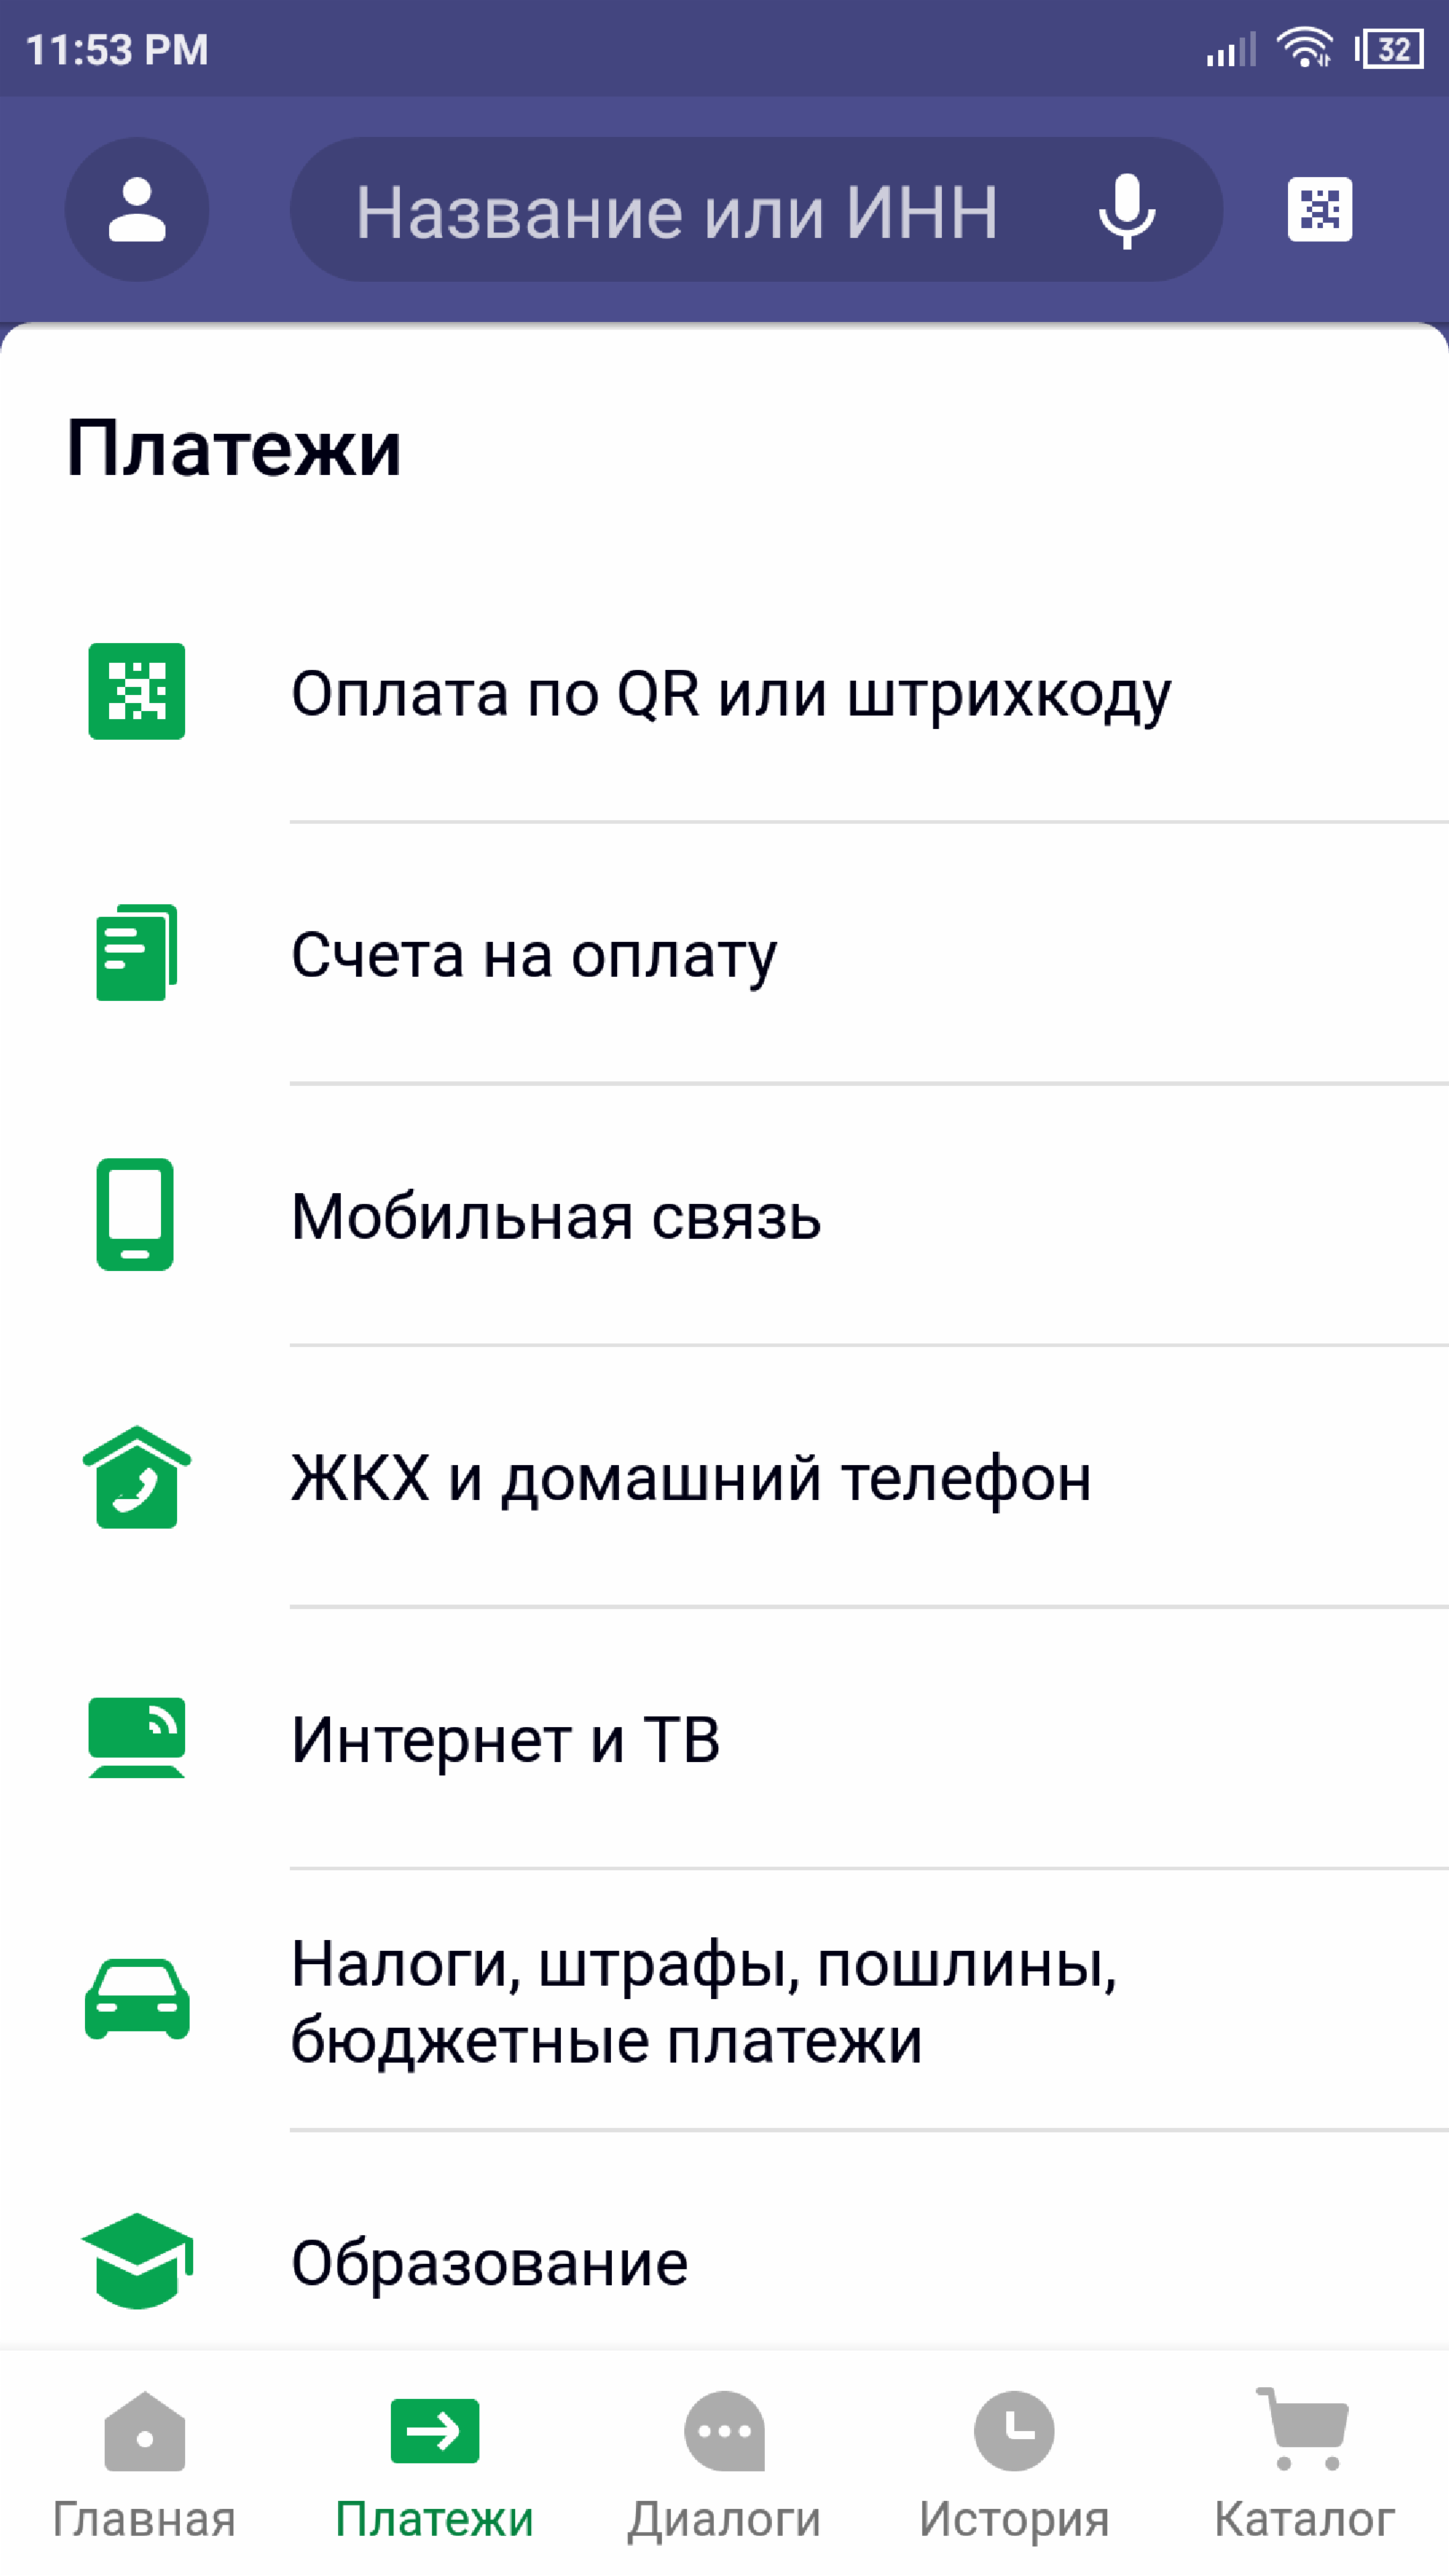 11:53 PM
32
Название или ИНН
Платежи
Оплата по QR или штрихкоду
Счета на оплату
Мобильная связь
ЖКХ и домашний телефон
Интернет и ТВ
Налоги, штрафы, пошлины,
бюджетные платежи
Образование
Главная
Платежи
Диалоги
История
Каталог